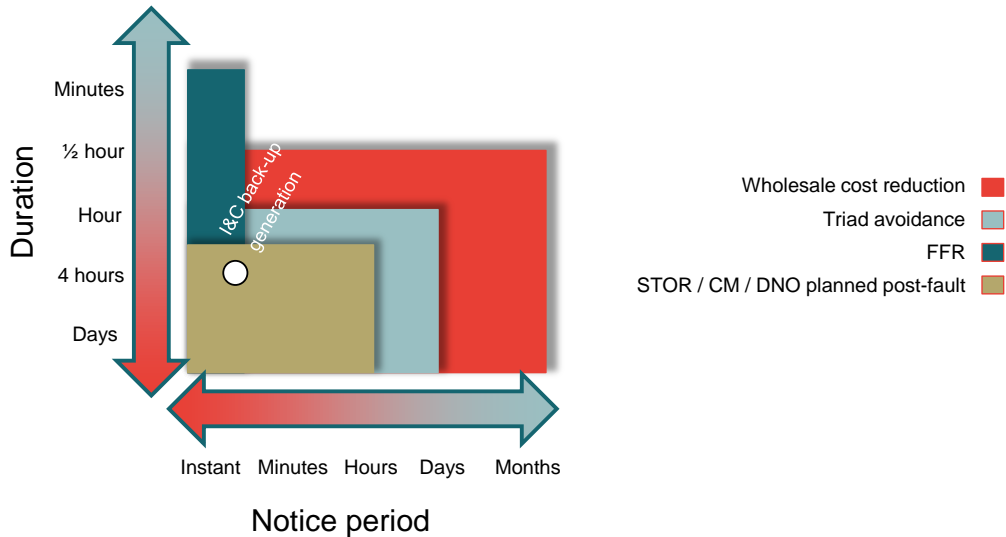 Duration
Minutes
½ hour
Hour
4 hours
Days
I&C back-up
generation
Instant Minutes Hours Days Months
Notice period
Wholesale cost reduction
Triad avoidance
FFR
STOR / CM / DNO planned post-fault